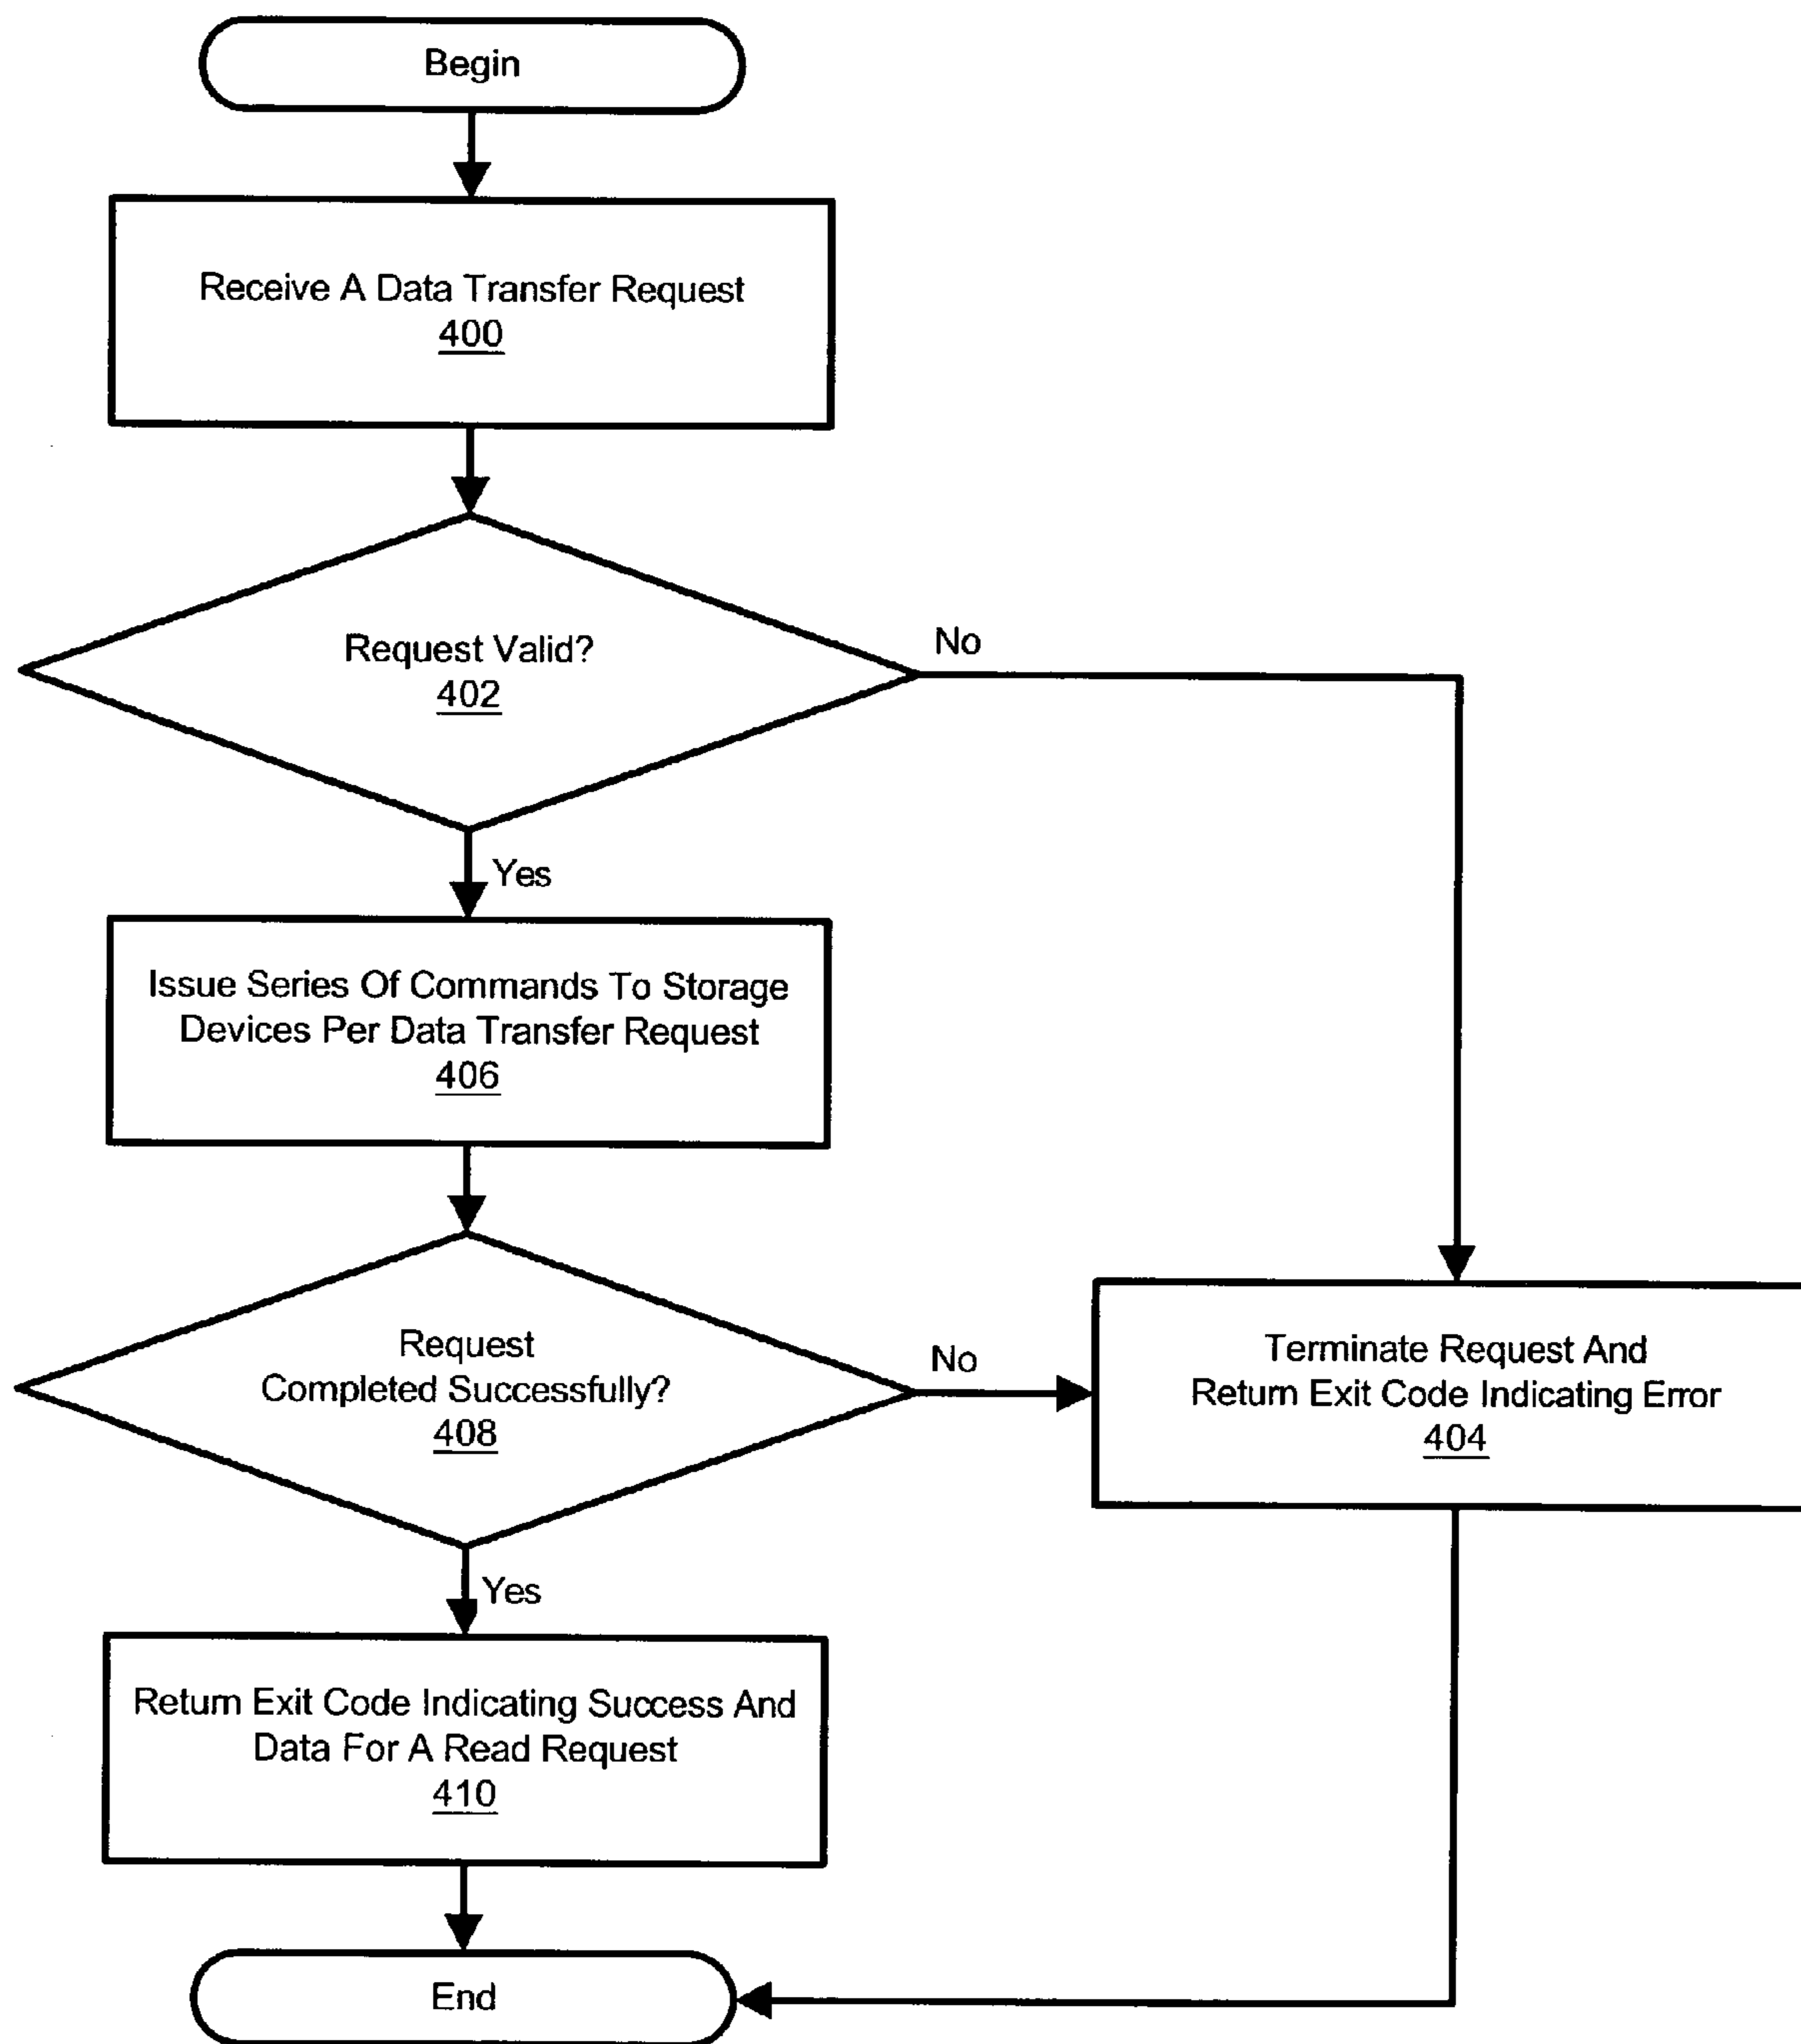 Begin
Receive A Data Transfer Request
400
Request Valid?
402
No
Yes
Issue Series Of Commands To Storage
Devices Per Data Transfer Request
406
Request
Completed Successfully?
408
No
Terminate Request And
Return Exit Code Indicating Error
404
Yes
Return Exit Code Indicating Success And
Data For A Read Request
410
End